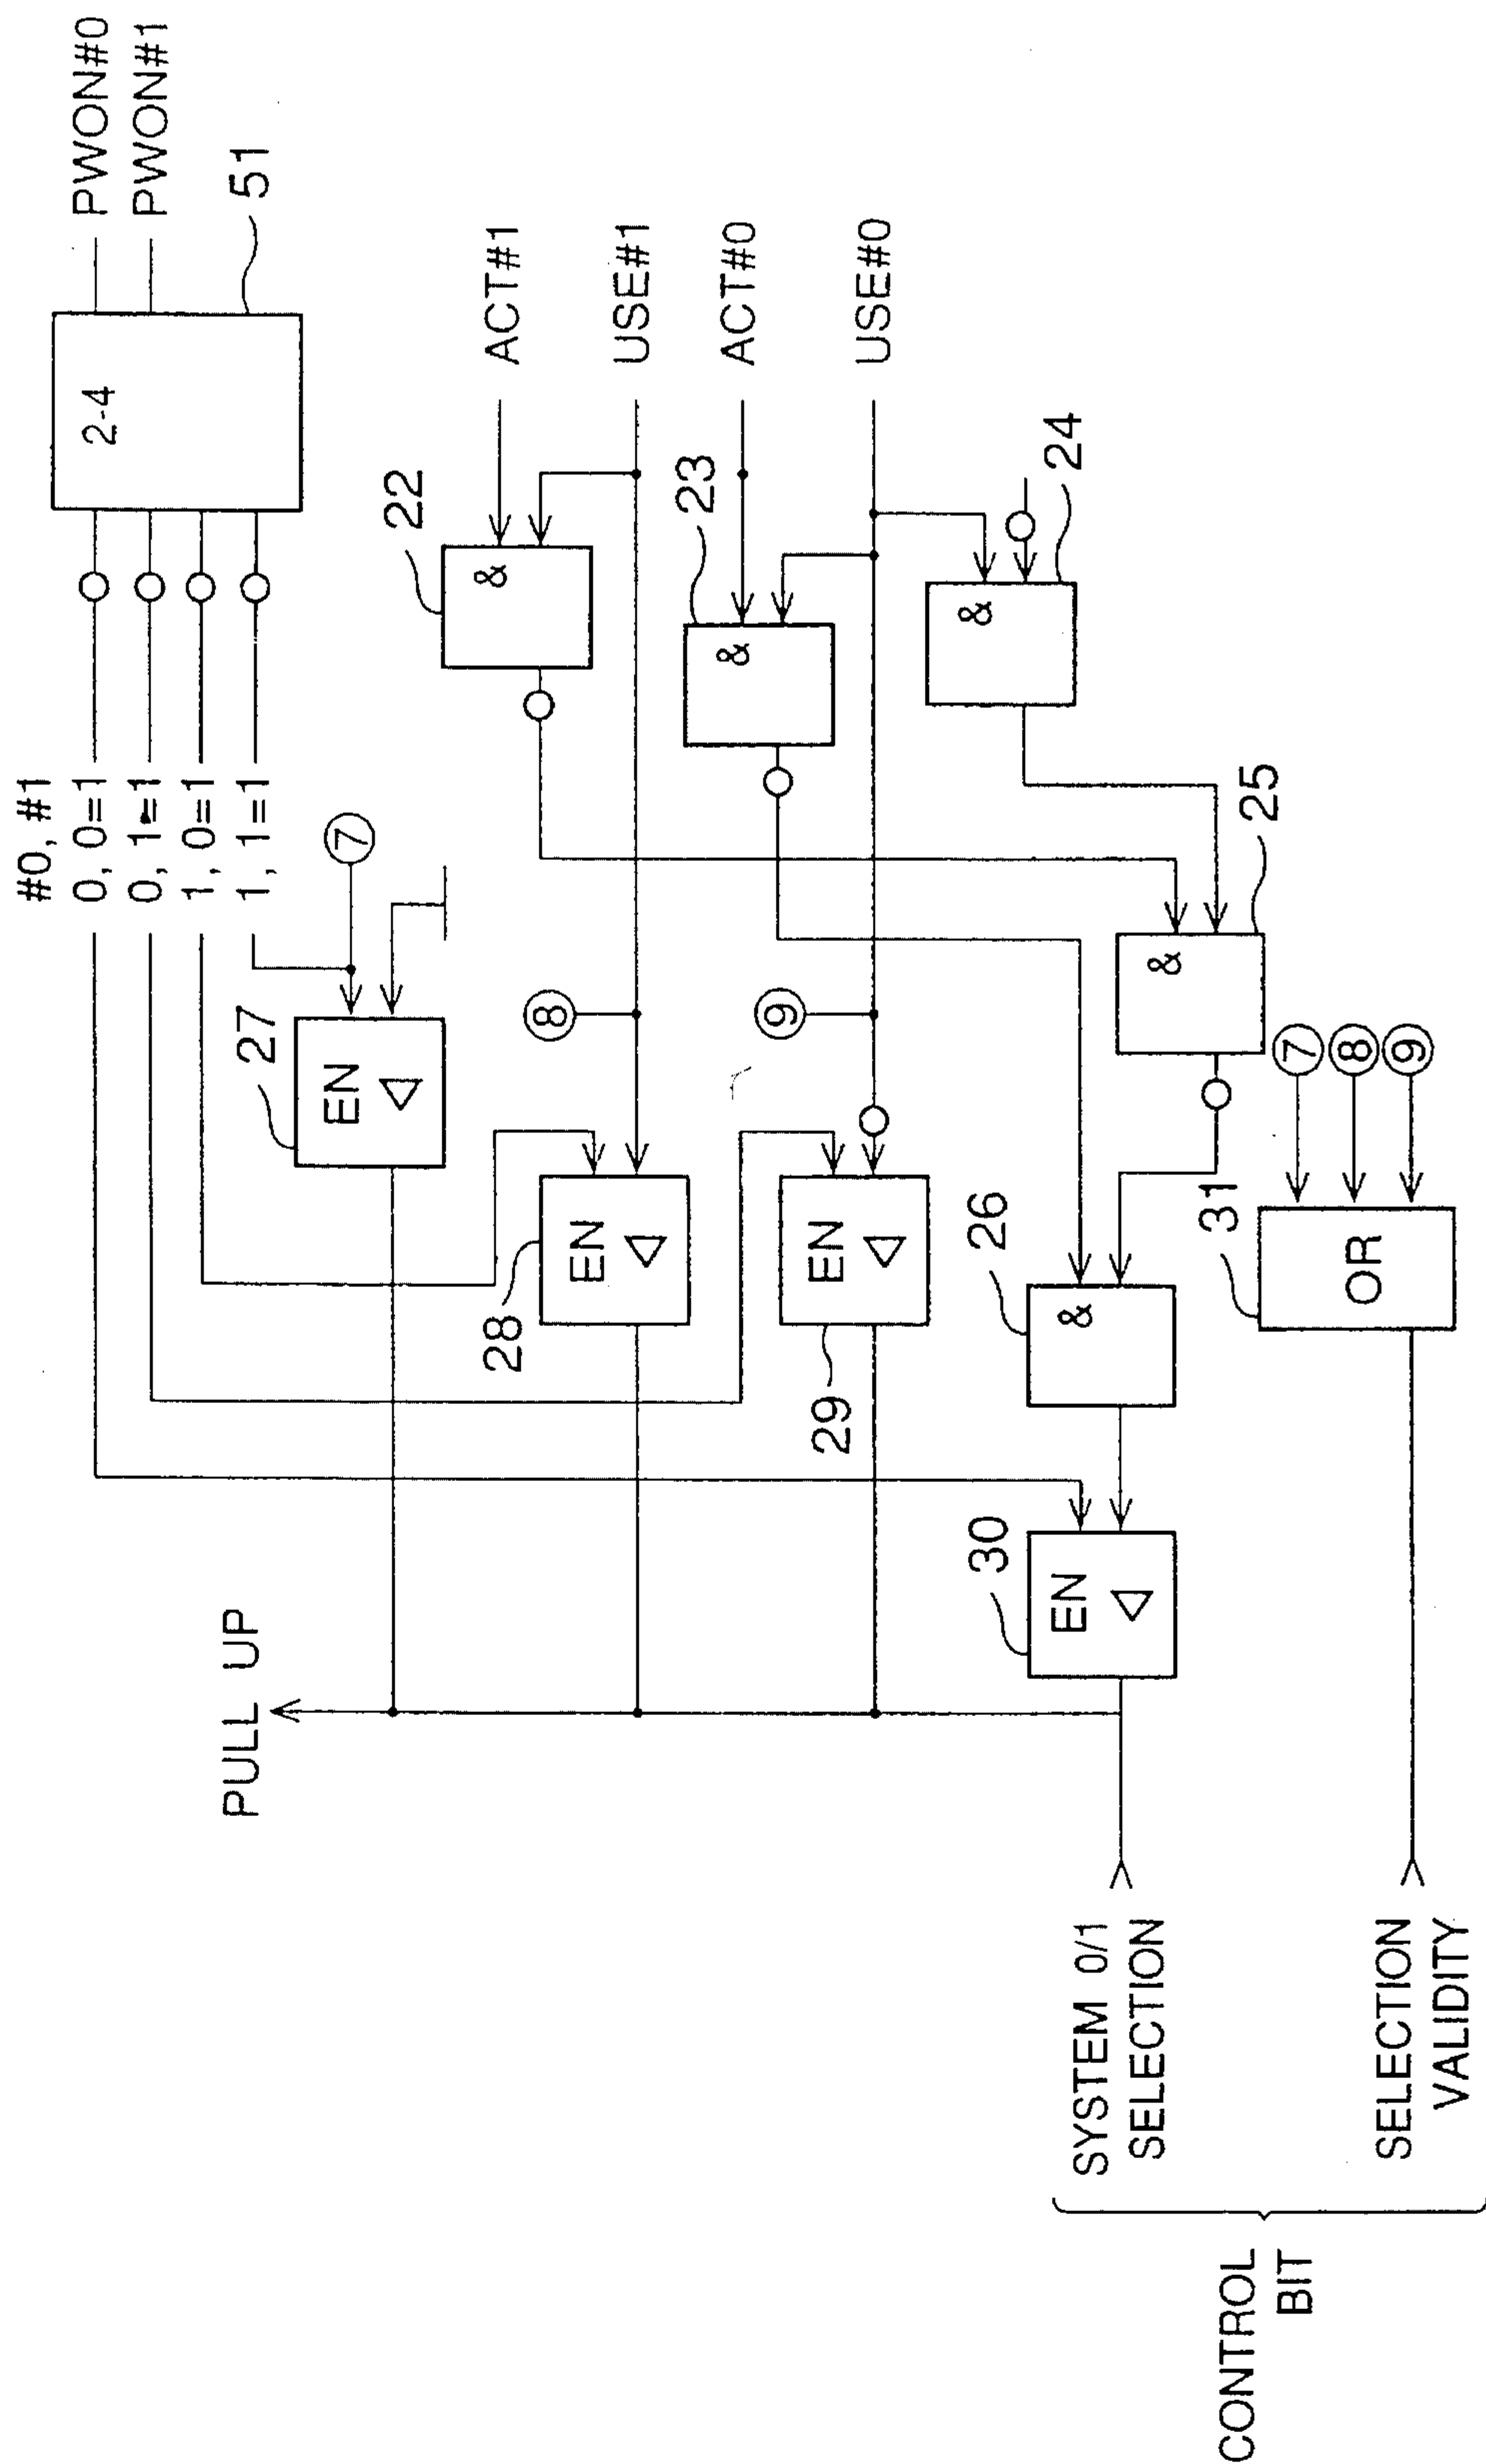 PWON#0
PWON#1
51
2-4
#0, #1
0, 0=1
0, 1=1
1, 0=1
1, 1=1
ACT#1
USE#1
ACT#0
USE#0
22
&
23
&
24
&
25
&
7
27
EN
8
28
EN
9
29
EN
26
&
30
EN
7
8
9
31
OR
PULL UP
SYSTEM 0/1
SELECTION
SELECTION
VALIDITY
CONTROL
BIT